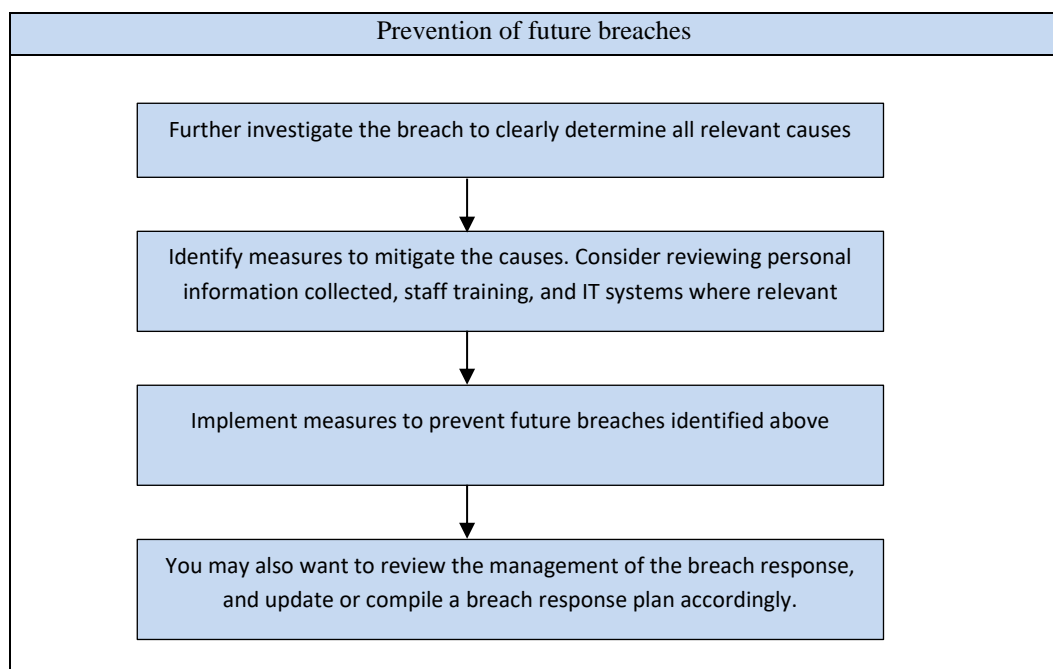 Prevention of future breaches
Further investigate the breach to clearly determine all relevant causes
Identify measures to mitigate the causes. Consider reviewing personal
information collected, staff training, and IT systems where relevant
Implement measures to prevent future breaches identified above
You may also want to review the management of the breach response,
and update or compile a breach response plan accordingly.